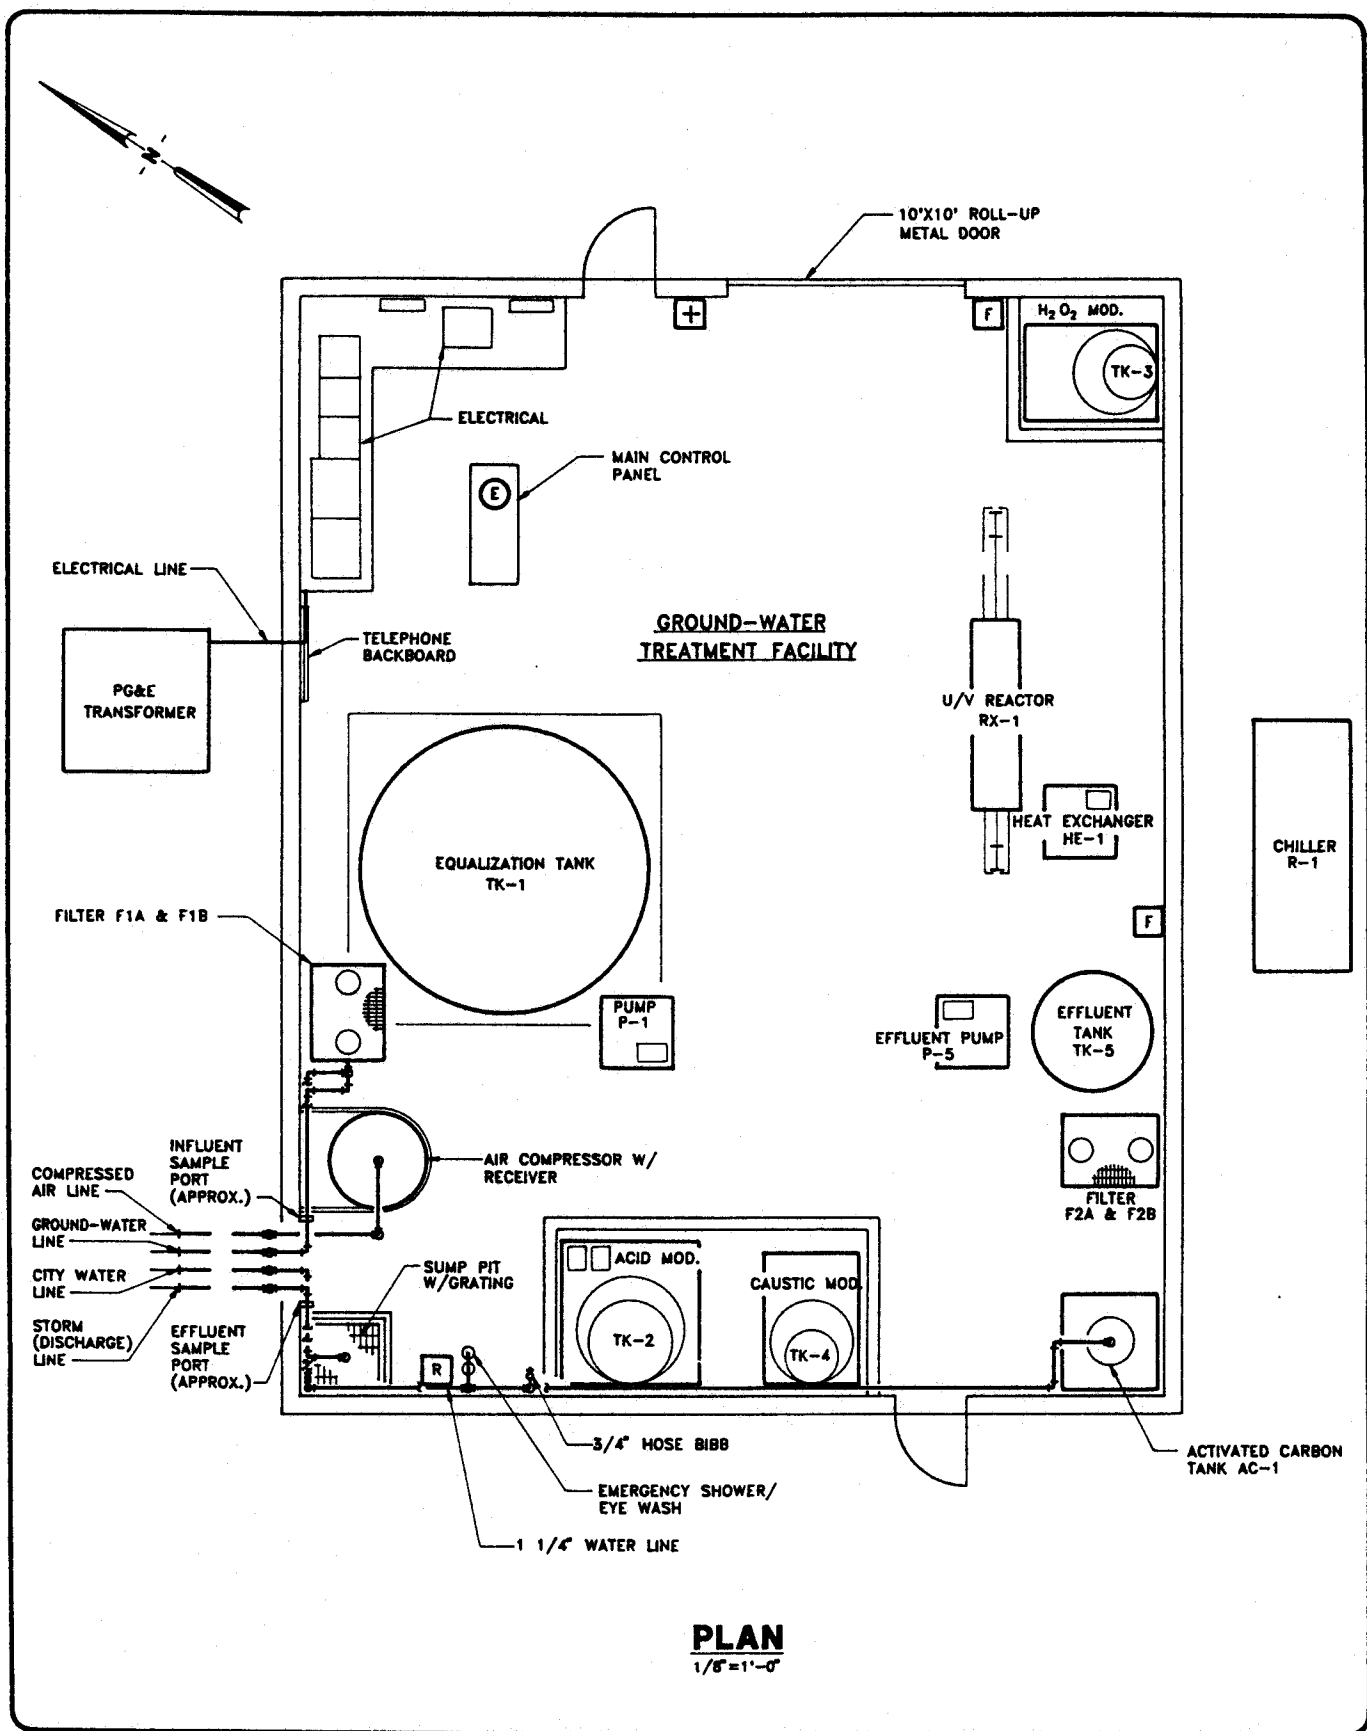 N
10'X10' ROLL-UP
METAL DOOR
F
H2O2 MOD.
TK-3
ELECTRICAL
MAIN CONTROL
PANEL
E
ELECTRICAL LINE
TELEPHONE
BACKBOARD
GROUND-WATER
TREATMENT FACILITY
PG&E
TRANSFORMER
U/V REACTOR
RX-1
HEAT EXCHANGER
HE-1
CHILLER
R-1
EQUALIZATION TANK
TK-1
FILTER F1A & F1B
F
PUMP
P-1
EFFLUENT PUMP
P-5
EFFLUENT
TANK
TK-5
INFLUENT
SAMPLE
PORT
(APPROX.)
AIR COMPRESSOR W/
RECEIVER
COMPRESSED
AIR LINE
GROUND-WATER
LINE
CITY WATER
LINE
STORM
(DISCHARGE)
LINE
EFFLUENT
SAMPLE
PORT
(APPROX.)
SUMP PIT
W/GRATING
FILTER
F2A & F2B
ACID MOD.
TK-2
CAUSTIC MOD.
TK-4
R
3/4" HOSE BIBB
EMERGENCY SHOWER/
EYE WASH
1 1/4" WATER LINE
ACTIVATED CARBON
TANK AC-1
PLAN
1/8"=1'-0"